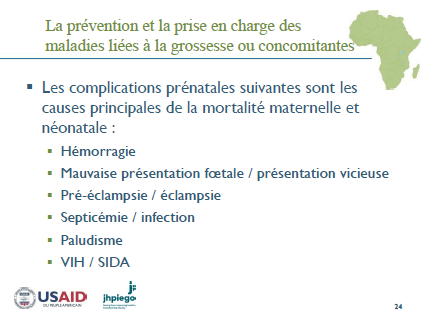 La prévention et la prise en charge des
maladies liées à la grossesse ou concomitantes
Les complications prénatales suivantes sont les
causes principales de la mortalité maternelle et
néonatale :
Hémorragie
Mauvaise présentation fœtale / présentation vicieuse
Pré-éclampsie / éclampsie
Septicémie / infection
Paludisme
VIH / SIDA
USAID
DU PEUPLE AMERICAIN
jhpiego
24